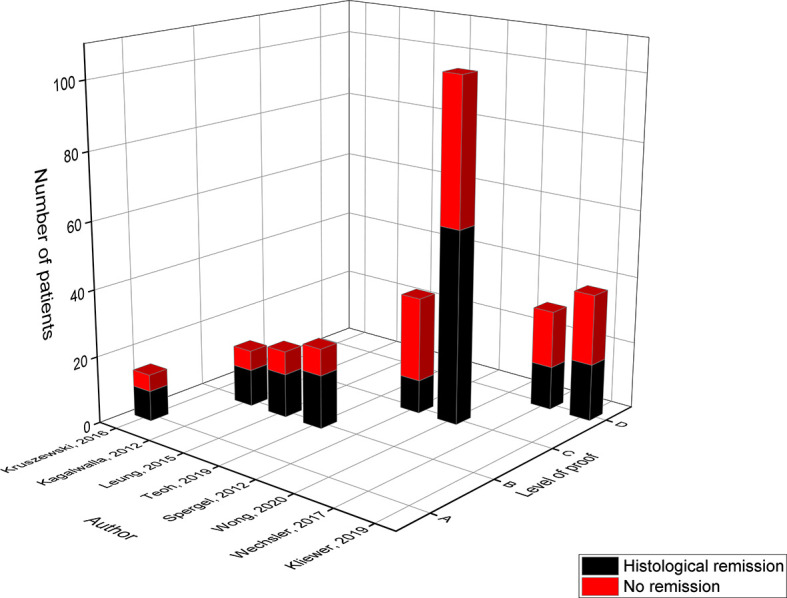 Number of patients
100
80
60
40
20
0
Kruszewski, 2016
Kagalwalla, 2012
Leung, 2015
Teoh, 2019
Spergel, 2012
Wong, 2020
Wechsler, 2017
Kliewer, 2019
Author
A
B
C
D
Level of proof
Histological remission
No remission